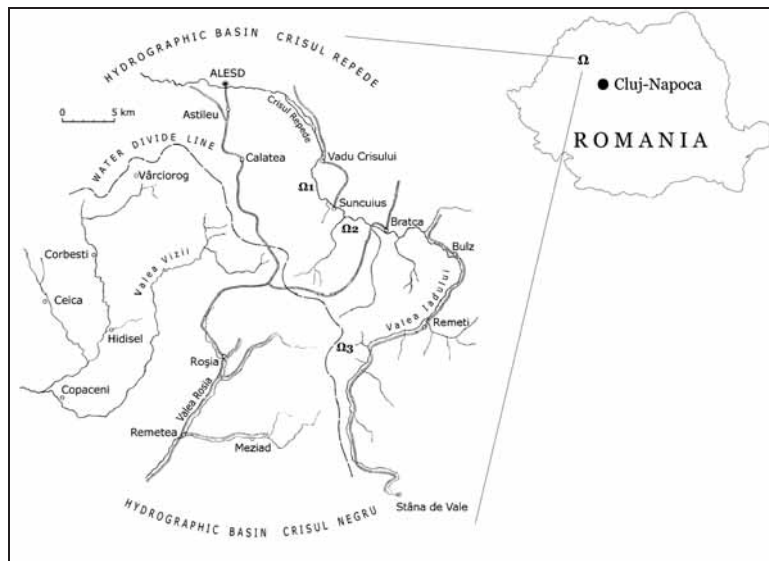 HYDROGRAPHIC BASIN CRISUL REPEDE
ALESD
0 5 km
Astileu
Crisul Repede
WATER DIVIDE LINE
Calatea
Vadu Crisului
Vârciorog
Ω1
Suncuius
Ω2
Bratca
Corbesti
Valea Vizii
Bulz
Ceica
Valea Iadului
Hidisel
Remeti
Ω3
Roșia
Copaceni
Valea Rosia
Remetea
Meziad
HYDROGRAPHIC BASIN CRISUL NEGRU
Stâna de Vale
Ω
Cluj-Napoca
ROMANIA